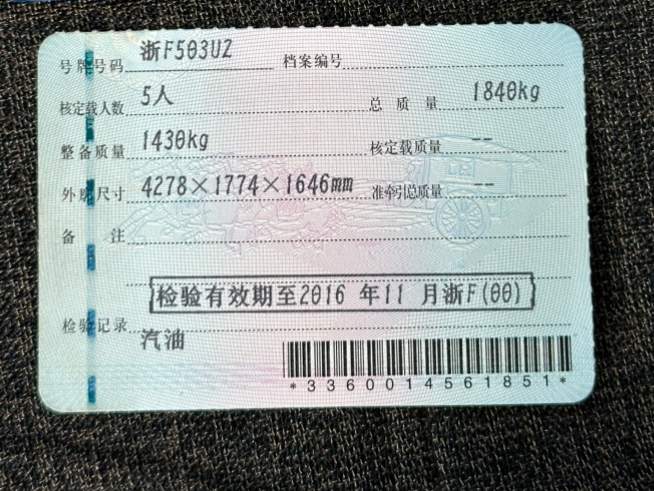 号牌号码 浙F503UZ 档案编号
核定载人数 5人 总质量 1840kg
整备质量 1430kg 核定载质量 --
外廓尺寸 4278×1774×1646mm 准牵引总质量 --
备注
检验有效期至2016 年11 月浙F(00)
检验记录
汽油
*3360014561851*